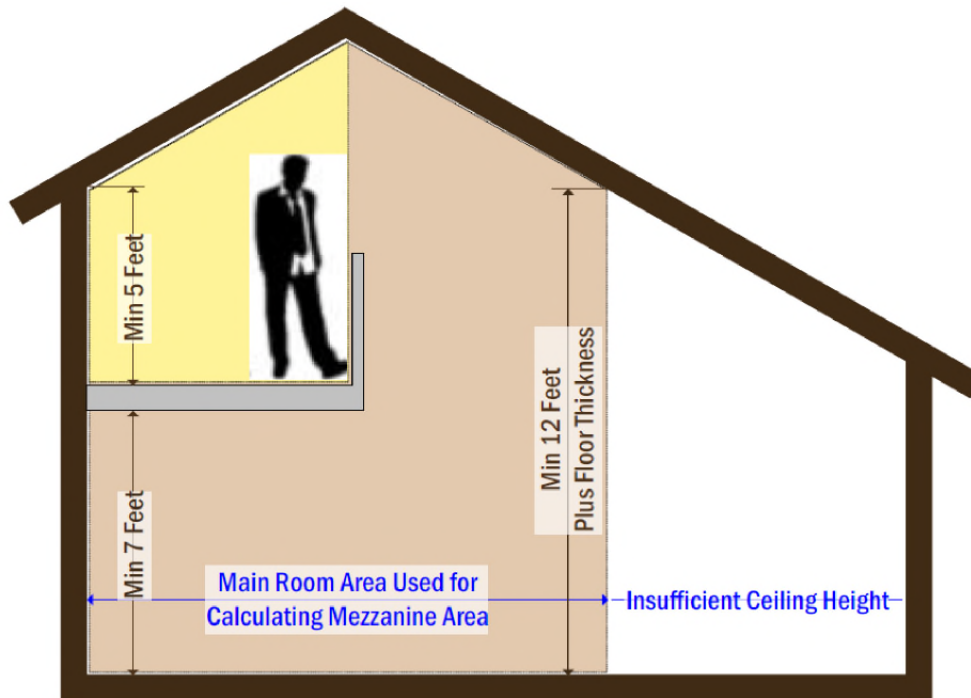 Min 5 Feet
Min 7 Feet
Min 12 Feet
Plus Floor Thickness
Main Room Area Used for
Calculating Mezzanine Area
Insufficient Ceiling Height